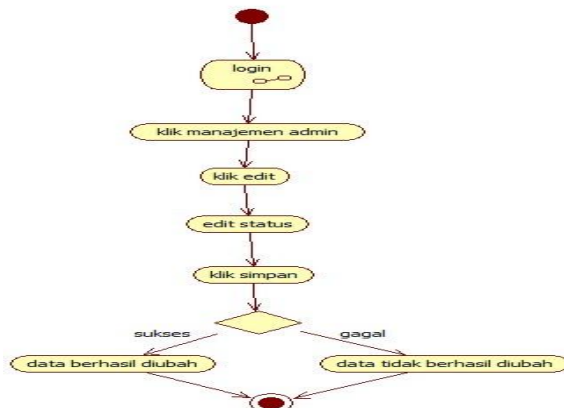 login
klik manajemen admin
klik edit
edit status
klik simpan
sukses
gagal
data berhasil diubah
data tidak berhasil diubah